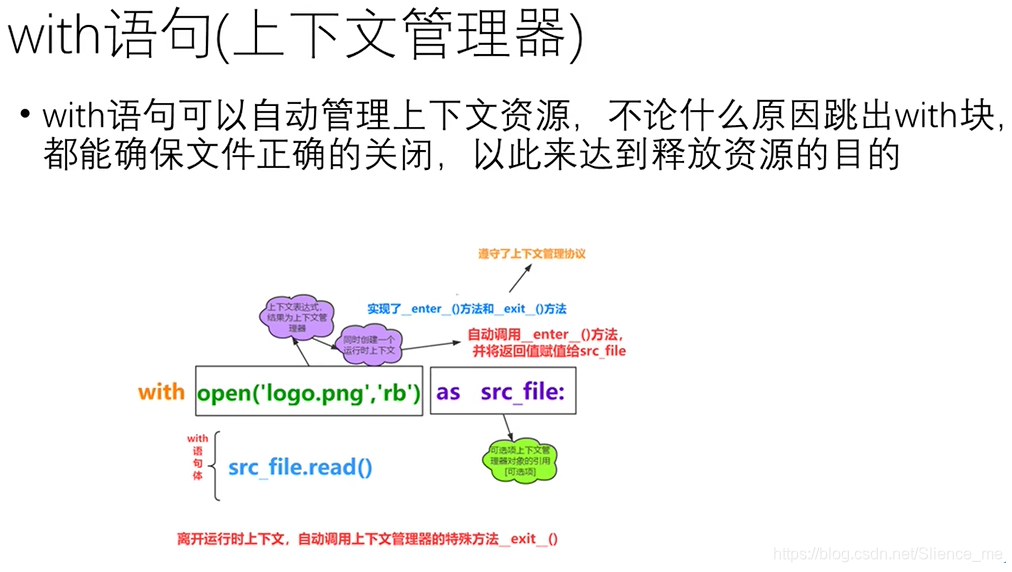 with语句(上下文管理器)
• with语句可以自动管理上下文资源，不论什么原因跳出with块，
都能确保文件正确的关闭，以此来达到释放资源的目的
遵守了上下文管理协议
上下文表达式，
结果为上下文管
理器
实现了__enter__()方法和__exit__()方法
同时创建一个
运行时上下文
自动调用__enter__()方法，
并将返回值赋值给src_file
with open('logo.png','rb') as src_file:
with
语
句
体
src_file.read()
可选项上下文管
理器对象的引用
[可选项]
离开运行时上下文，自动调用上下文管理器的特殊方法__exit__()
https://blog.csdn.net/Slience_me